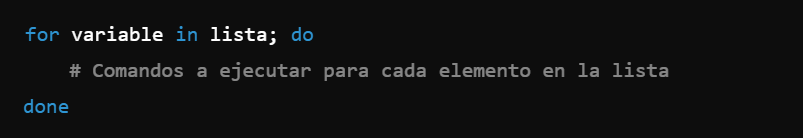 for variable in lista; do
# Comandos a ejecutar para cada elemento en la lista
done